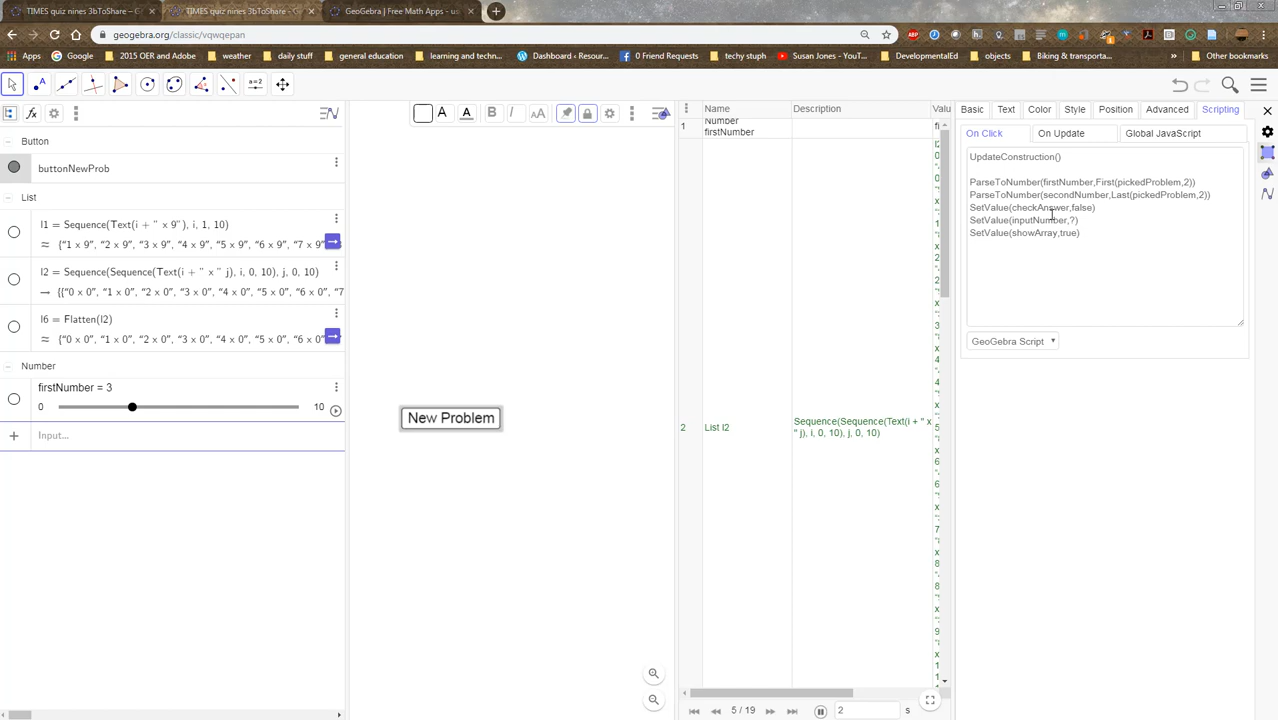 TIMES quiz nines 3bToShare – G
TIMES quiz nines 3bToShare - G
GeoGebra | Free Math Apps - us
geogebra.org/classic/vqwqepan
Apps
Google
2015 OER and Adobe
daily stuff
general education
learning and technc...
Dashboard ‹ Resour...
0 Friend Requests
techy stuph
Susan Jones - YouTu
DevelopmentalEd
objects
Biking & transporta...
Other bookmarks
Button
buttonNewProb
List
l1 = Sequence(Text(i + " x 9"), i, 1, 10)
≈ {"1 x 9", "2 x 9", "3 x 9", "4 x 9", "5 x 9", "6 x 9", "7 x 9'
l2 = Sequence(Sequence(Text(i + " x " j), i, 0, 10), j, 0, 10)
→ {{"0 x 0", "1 x 0", "2 x 0", "3 x 0", "4 x 0", "5 x 0", "6 x 0", "7
l6 = Flatten(l2)
≈ {"0 x 0", "1 x 0", "2 x 0", "3 x 0", "4 x 0", "5 x 0", "6 x 0"
Number
firstNumber = 3
0
10
Input...
New Problem
Name
Description
Valu
1
Number firstNumber
2
List l2
Sequence(Sequence(Text(i + " x
" j), i, 0, 10), j, 0, 10)
5 / 19
2
s
Basic
Text
Color
Style
Position
Advanced
Scripting
On Click
On Update
Global JavaScript
UpdateConstruction()
ParseToNumber(firstNumber,First(pickedProblem,2))
ParseToNumber(secondNumber,Last(pickedProblem,2))
SetValue(checkAnswer,false)
SetValue(inputNumber,?)
SetValue(showArray,true)
GeoGebra Script